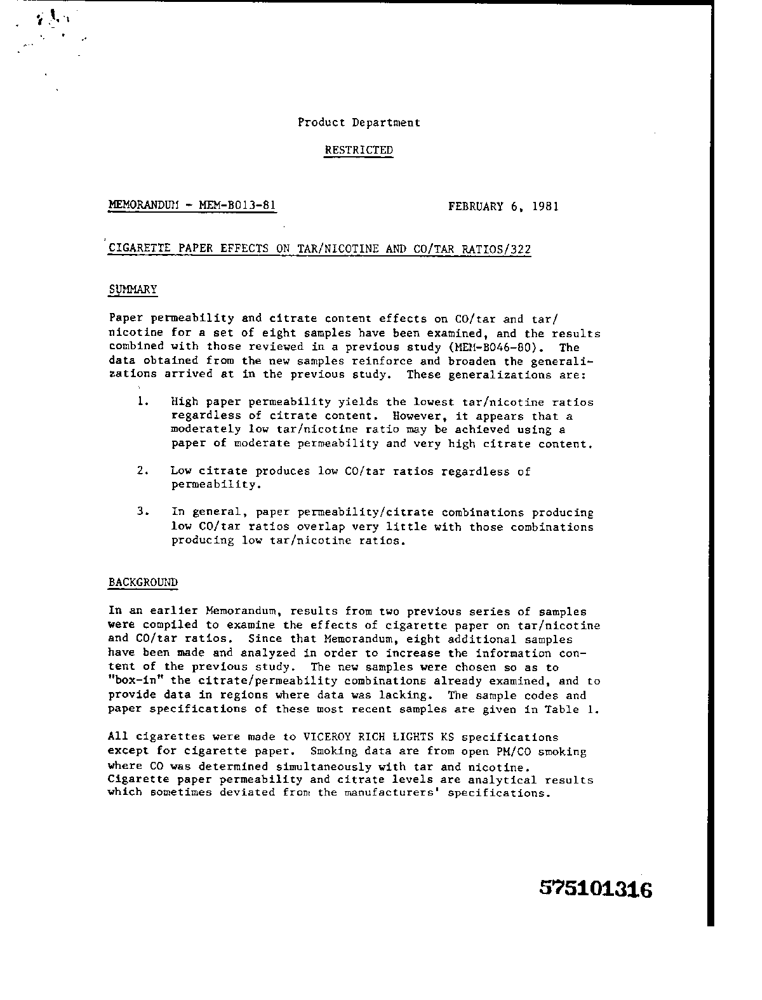 Product Department
RESTRICTED
MEMORANDUM - MEM-B013-81 FEBRUARY 6, 1981
CIGARETTE PAPER EFFECTS ON TAR/NICOTINE AND CO/TAR RATIOS/322
SUMMARY
Paper permeability and citrate content effects on CO/tar and tar/
nicotine for a set of eight samples have been examined, and the results
combined with those reviewed in a previous study (MEM-B046-80). The
data obtained from the new samples reinforce and broaden the generali-
zations arrived at in the previous study. These generalizations are:
1. High paper permeability yields the lowest tar/nicotine ratios
regardless of citrate content. However, it appears that a
moderately low tar/nicotine ratio may be achieved using a
paper of moderate permeability and very high citrate content.
2. Low citrate produces low CO/tar ratios regardless of
permeability.
3. In general, paper permeability/citrate combinations producing
low CO/tar ratios overlap very little with those combinations
producing low tar/nicotine ratios.
BACKGROUND
In an earlier Memorandum, results from two previous series of samples
were compiled to examine the effects of cigarette paper on tar/nicotine
and CO/tar ratios. Since that Memorandum, eight additional samples
have been made and analyzed in order to increase the information con-
tent of the previous study. The new samples were chosen so as to
"box-in" the citrate/permeability combinations already examined, and to
provide data in regions where data was lacking. The sample codes and
paper specifications of these most recent samples are given in Table 1.
All cigarettes were made to VICEROY RICH LIGHTS KS specifications
except for cigarette paper. Smoking data are from open PM/CO smoking
where CO was determined simultaneously with tar and nicotine.
Cigarette paper permeability and citrate levels are analytical results
which sometimes deviated from the manufacturers' specifications.
575101316